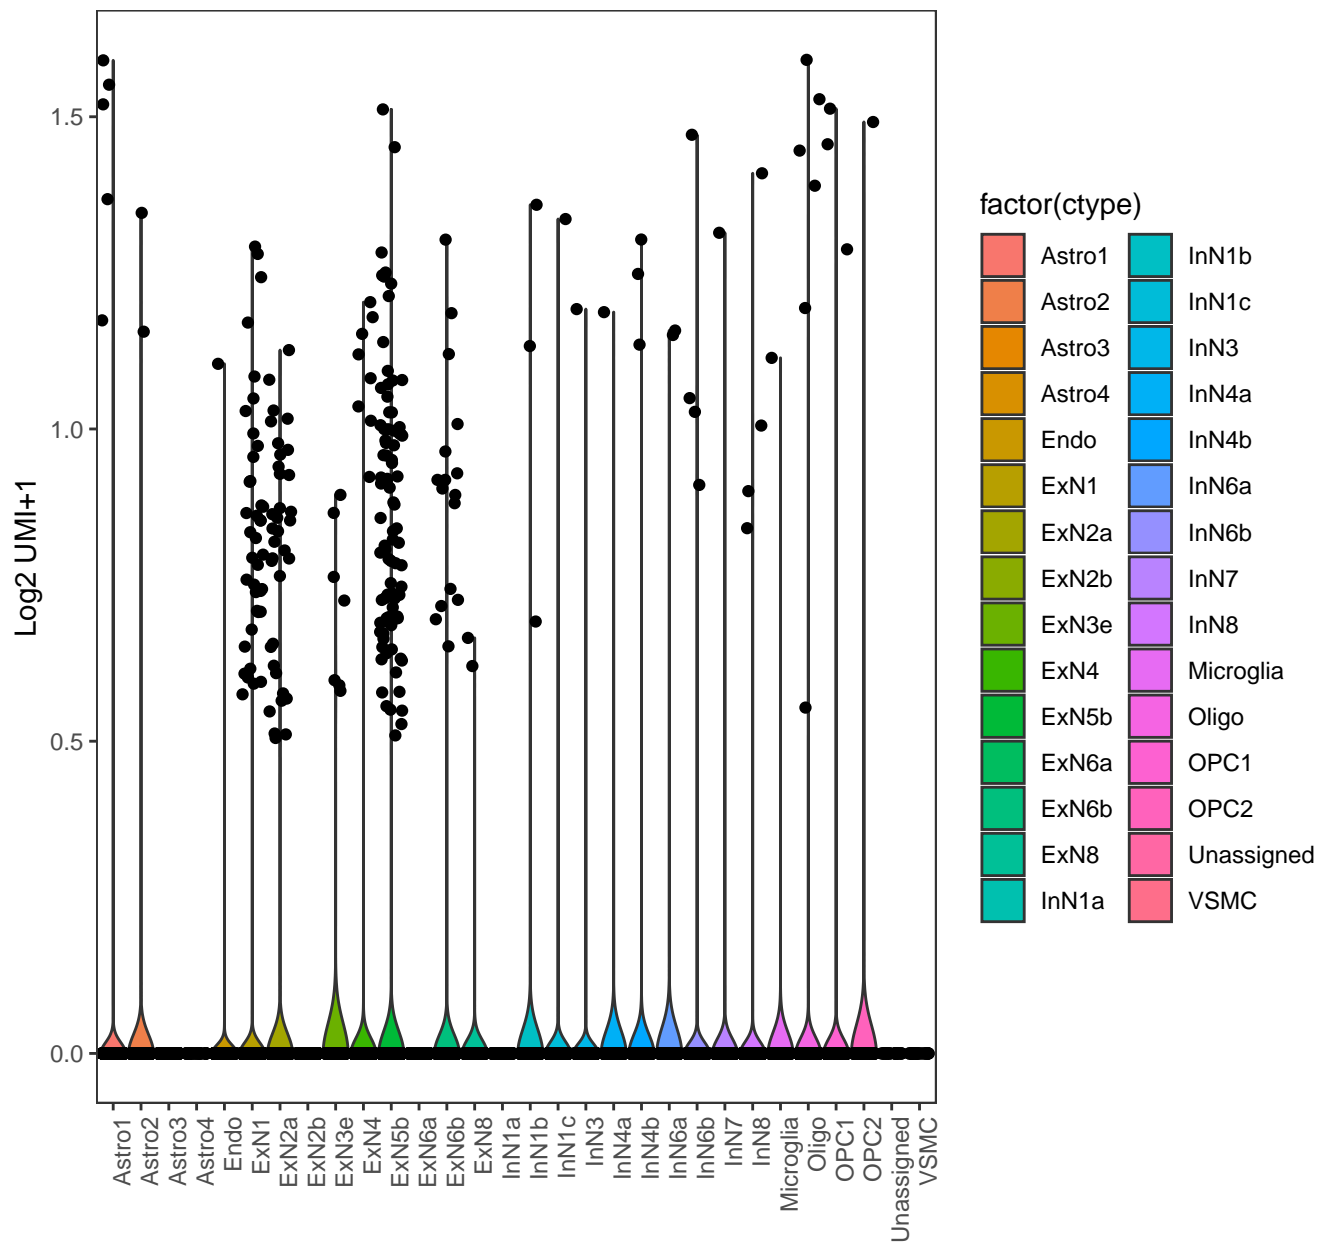 Log2 UMI+1
1.5
1.0
0.5
0.0
Astro1
Astro2
Astro3
Astro4
Endo
ExN1
ExN2a
ExN2b
ExN3e
ExN4
ExN5b
ExN6a
ExN6b
ExN8
InN1a
InN1b
InN1c
InN3
InN4a
InN4b
InN6a
InN6b
InN7
InN8
Microglia
Oligo
OPC1
OPC2
Unassigned
VSMC
factor(ctype)
Astro1
Astro2
Astro3
Astro4
Endo
ExN1
ExN2a
ExN2b
ExN3e
ExN4
ExN5b
ExN6a
ExN6b
ExN8
InN1a
InN1b
InN1c
InN3
InN4a
InN4b
InN6a
InN6b
InN7
InN8
Microglia
Oligo
OPC1
OPC2
Unassigned
VSMC